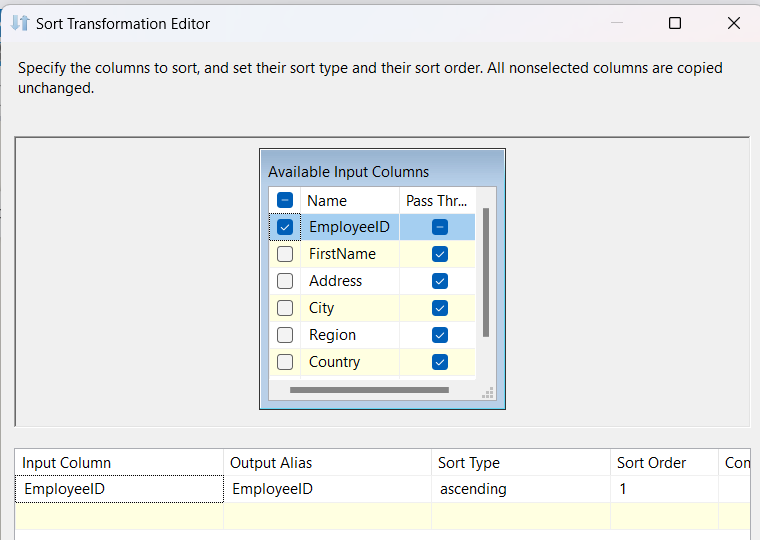 Sort Transformation Editor
Specify the columns to sort, and set their sort type and their sort order. All nonselected columns are copied
unchanged.
Available Input Columns
Name Pass Thr...
EmployeeID
FirstName
Address
City
Region
Country
Input Column Output Alias Sort Type Sort Order Com
EmployeeID EmployeeID ascending 1